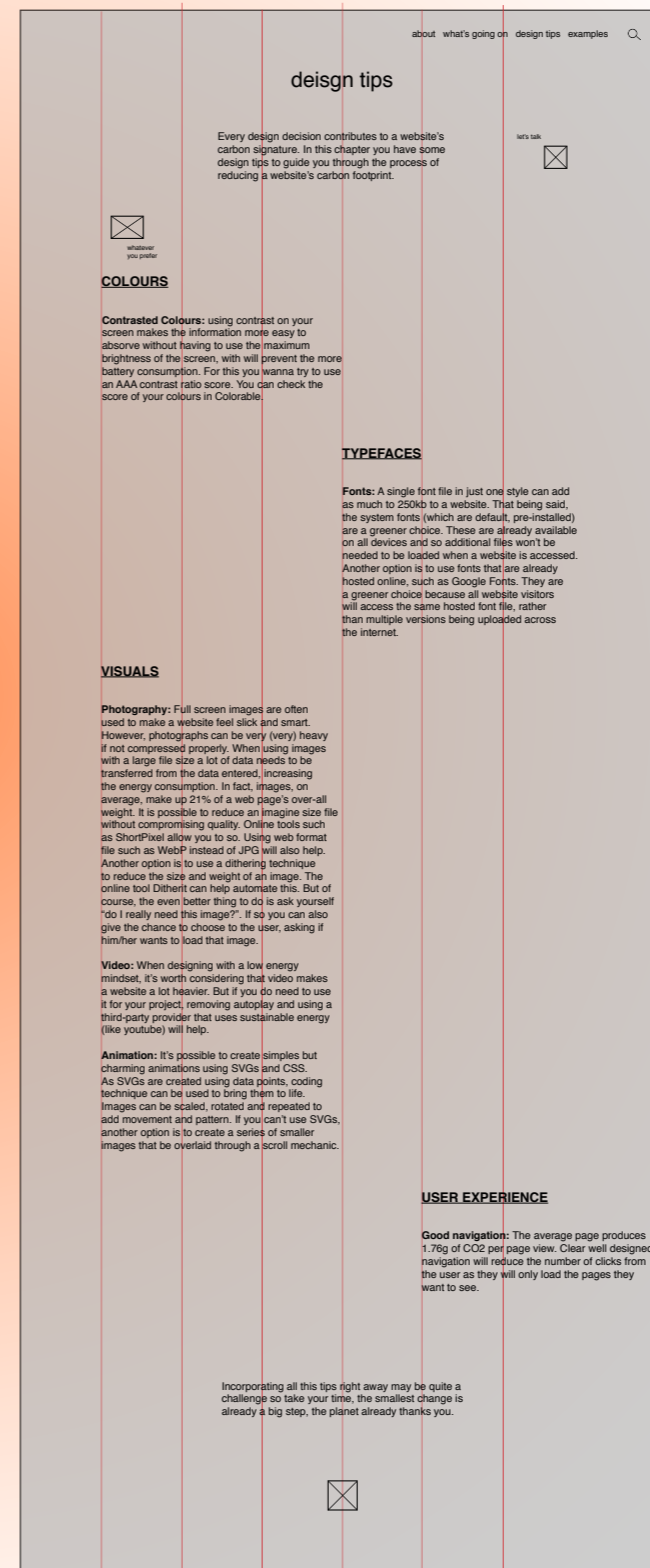 about what's going on design tips examples
deisgn tips
Every design decision contributes to a website's
carbon signature. In this chapter you have some
design tips to guide you through the process of
reducing a website's carbon footprint.
let's talk
whatever
you prefer
COLOURS
Contrasted Colours: using contrast on your
screen makes the information more easy to
absorve without having to use the maximum
brightness of the screen, with will prevent the more
battery consumption. For this you wanna try to use
an AAA contrast ratio score. You can check the
score of your colours in Colorable.
TYPEFACES
Fonts: A single font file in just one style can add
as much to 250kb to a website. That being said,
the system fonts (which are default, pre-installed)
are a greener choice. These are already available
on all devices and so additional files won't be
needed to be loaded when a website is accessed.
Another option is to use fonts that are already
hosted online, such as Google Fonts. They are
a greener choice because all website visitors
will access the same hosted font file, rather
than multiple versions being uploaded across
the internet.
VISUALS
Photography: Full screen images are often
used to make a website feel slick and smart.
However, photographs can be very (very) heavy
if not compressed properly. When using images
with a large file size a lot of data needs to be
transferred from the data entered, increasing
the energy consumption. In fact, images, on
average, make up 21% of a web page's over-all
weight. It is possible to reduce an imagine size file
without compromising quality. Online tools such
as ShortPixel allow you to so. Using web format
file such as WebP instead of JPG will also help.
Another option is to use a dithering technique
to reduce the size and weight of an image. The
online tool Ditherit can help automate this. But of
course, the even better thing to do is ask yourself
“do I really need this image?”. If so you can also
give the chance to choose to the user, asking if
him/her wants to load that image.
Video: When designing with a low energy
mindset, it's worth considering that video makes
a website a lot heavier. But if you do need to use
it for your project, removing autoplay and using a
third-party provider that uses sustainable energy
(like youtube) will help.
Animation: It's possible to create simples but
charming animations using SVGs and CSS.
As SVGs are created using data points, coding
technique can be used to bring them to life.
Images can be scaled, rotated and repeated to
add movement and pattern. If you can't use SVGs,
another option is to create a series of smaller
images that be overlaid through a scroll mechanic.
USER EXPERIENCE
Good navigation: The average page produces
1.76g of CO2 per page view. Clear well designed
navigation will reduce the number of clicks from
the user as they will only load the pages they
want to see.
Incorporating all this tips right away may be quite a
challenge so take your time, the smallest change is
already a big step, the planet already thanks you.